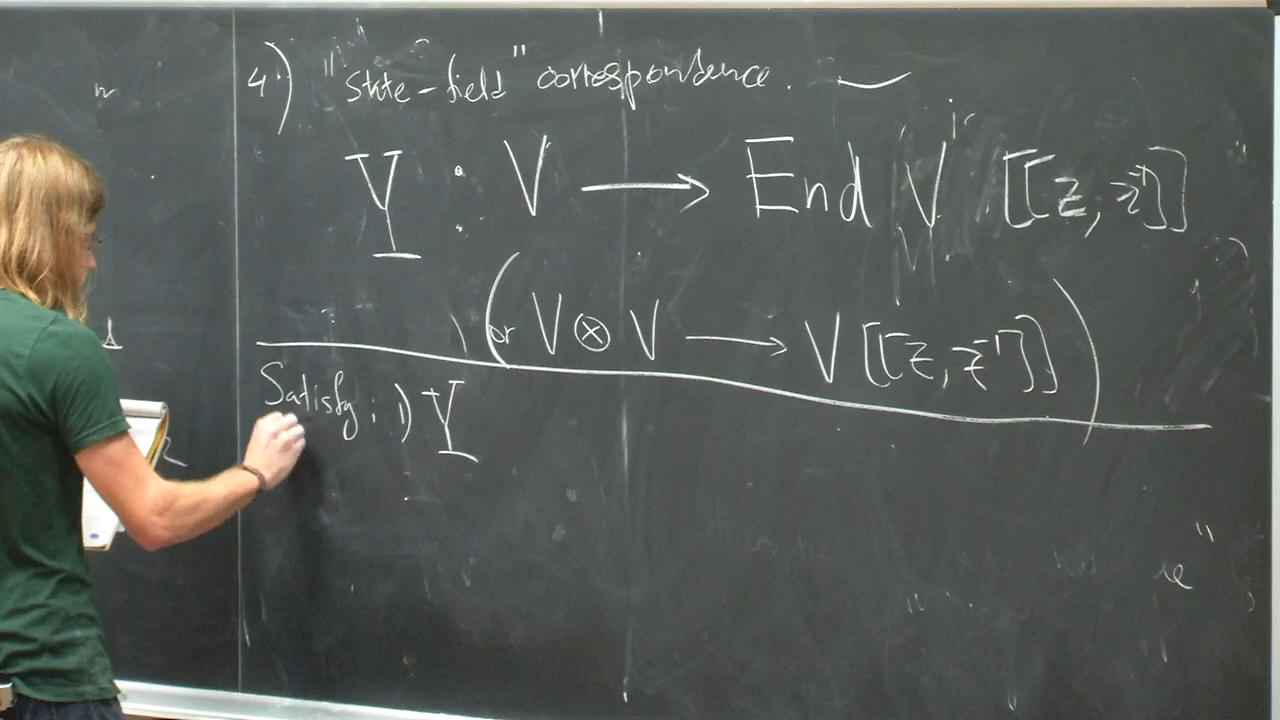 4) "State-field" correspondence.
Y : V ⟶ End V [[z, z⁻¹]]
(or V ⊗ V ⟶ V [[z, z⁻¹]])
Satisfy: 1) Y